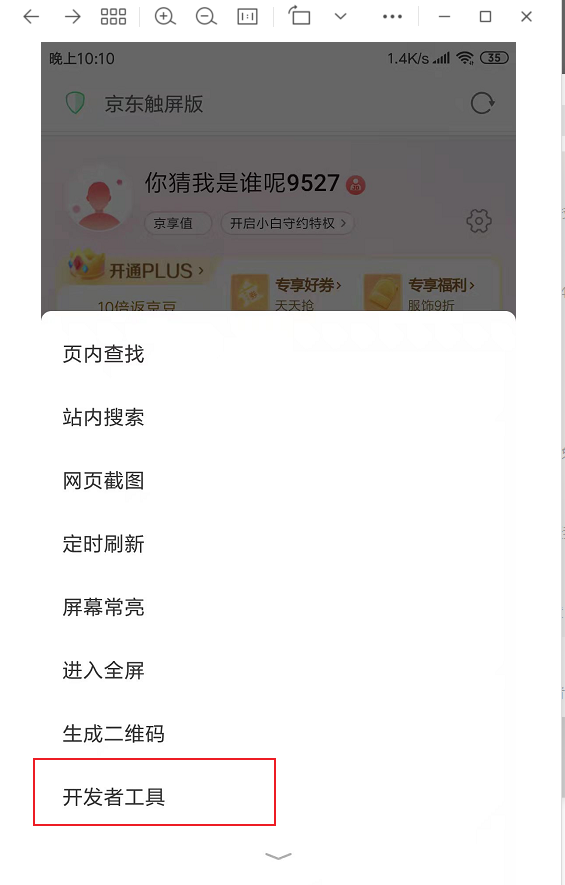 1:1
晚上10:10
1.4K/s
35
京东触屏版
你猜我是谁呢9527
京享值
开启小白守约特权 >
开通PLUS ›
专享好券›
专享福利›
10倍返京豆
天天抢
服饰9折
页内查找
站内搜索
网页截图
定时刷新
屏幕常亮
进入全屏
生成二维码
开发者工具